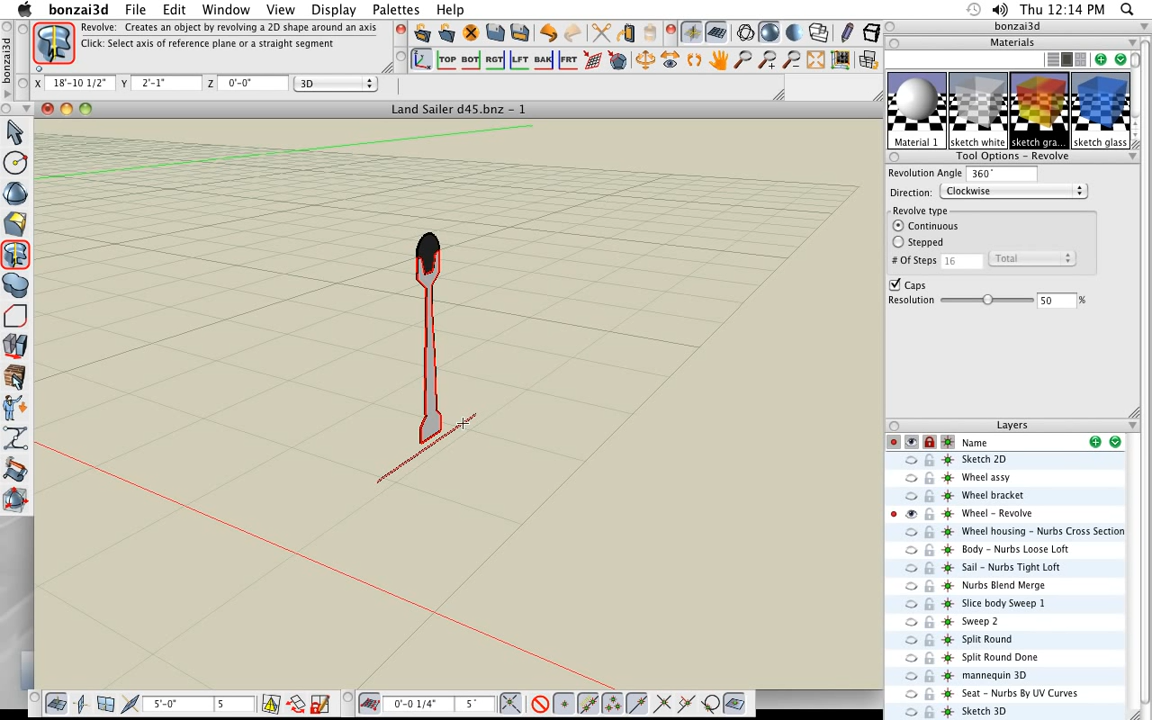 bonzai3d File Edit Window View Display Palettes Help Thu 12:14 PM
bonzai3d
Revolve: Creates an object by revolving a 2D shape around an axis
Click: Select axis of reference plane or a straight segment
bonzai3d
TOP BOT RGT LFT BAK FRT
X 18'-10 1/2" Y 2'-1" Z 0'-0" 3D
Land Sailer d45.bnz - 1
Materials
Material 1 sketch white sketch gra... sketch glass
Tool Options - Revolve
Revolution Angle 360°
Direction: Clockwise
Revolve type
Continuous
Stepped
# Of Steps 16 Total
Caps
Resolution 50 %
Layers
Name
Sketch 2D
Wheel assy
Wheel bracket
Wheel - Revolve
Wheel housing - Nurbs Cross Section
Body - Nurbs Loose Loft
Sail - Nurbs Tight Loft
Nurbs Blend Merge
Slice body Sweep 1
Sweep 2
Split Round
Split Round Done
mannequin 3D
Seat - Nurbs By UV Curves
Sketch 3D
5'-0" 5 0'-0 1/4" 5°